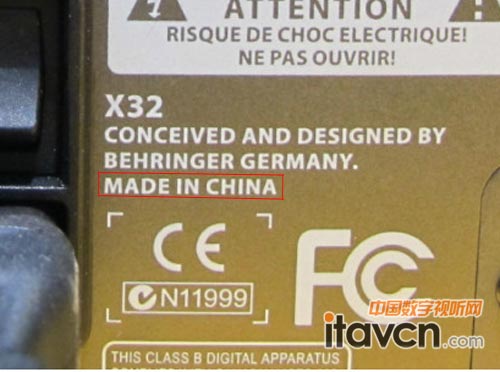 ATTENTION
RISQUE DE CHOC ELECTRIQUE!
NE PAS OUVRIR!
X32
CONCEIVED AND DESIGNED BY
BEHRINGER GERMANY.
MADE IN CHINA
CE
FC
N11999
中国数字视听网
itavcn.com
THIS CLASS B DIGITAL APPARATUS